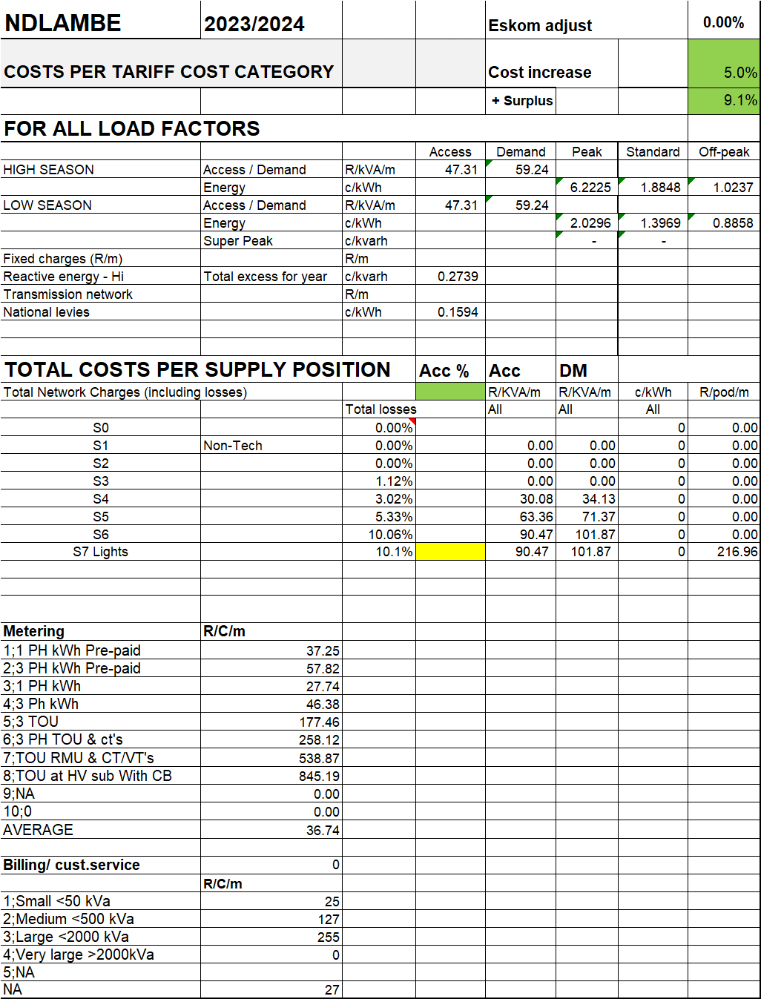 NDLAMBE 2023/2024 Eskom adjust 0.00%
COSTS PER TARIFF COST CATEGORY Cost increase 5.0%
+ Surplus 9.1%
FOR ALL LOAD FACTORS
Access Demand Peak Standard Off-peak
HIGH SEASON Access / Demand R/kVA/m 47.31 59.24
Energy c/kWh 6.2225 1.8848 1.0237
LOW SEASON Access / Demand R/kVA/m 47.31 59.24
Energy c/kWh 2.0296 1.3969 0.8858
Super Peak c/kvarh - -
Fixed charges (R/m) R/m
Reactive energy - Hi Total excess for year c/kvarh 0.2739
Transmission network R/m
National levies c/kWh 0.1594
TOTAL COSTS PER SUPPLY POSITION Acc % Acc DM
Total Network Charges (including losses) R/KVA/m R/KVA/m c/kWh R/pod/m
Total losses All All All
S0 0.00% 0 0.00
S1 Non-Tech 0.00% 0.00 0.00 0 0.00
S2 0.00% 0.00 0.00 0 0.00
S3 1.12% 0.00 0.00 0 0.00
S4 3.02% 30.08 34.13 0 0.00
S5 5.33% 63.36 71.37 0 0.00
S6 10.06% 90.47 101.87 0 0.00
S7 Lights 10.1% 90.47 101.87 0 216.96
Metering R/C/m
1;1 PH kWh Pre-paid 37.25
2;3 PH kWh Pre-paid 57.82
3;1 PH kWh 27.74
4;3 Ph kWh 46.38
5;3 TOU 177.46
6;3 PH TOU & ct's 258.12
7;TOU RMU & CT/VT's 538.87
8;TOU at HV sub With CB 845.19
9;NA 0.00
10;0 0.00
AVERAGE 36.74
Billing/ cust.service 0
R/C/m
1;Small <50 kVa 25
2;Medium <500 kVa 127
3;Large <2000 kVa 255
4;Very large >2000kVa 0
5;NA
NA 27